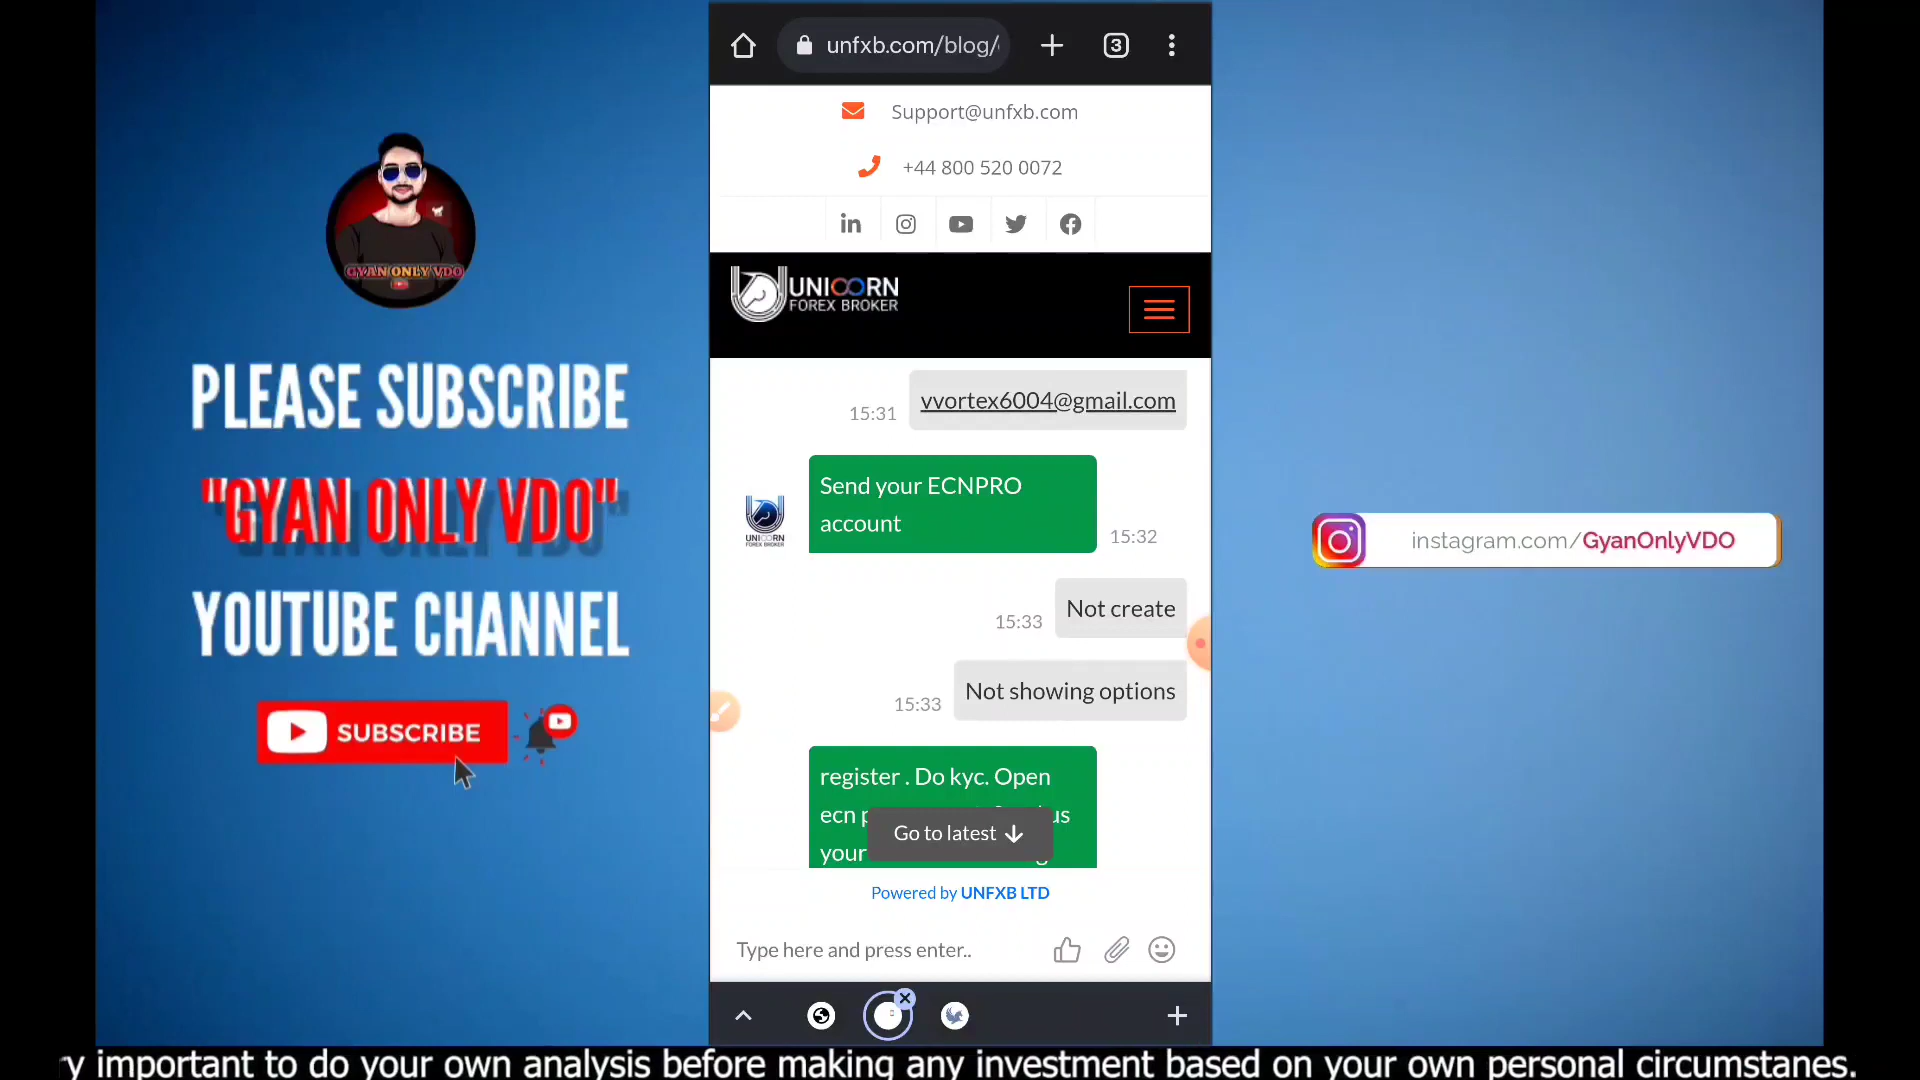 GYAN ONLY VDO
PLEASE SUBSCRIBE
"GYAN ONLY VDO"
YOUTUBE CHANNEL
SUBSCRIBE
unfxb.com/blog/
3
Support@unfxb.com
+44 800 520 0072
UNICORN
FOREX BROKER
vvortex6004@gmail.com
15:31
Send your ECNPRO
account
15:32
UNICORN
FOREX BROKER
Not create
15:33
Not showing options
15:33
register . Do kyc. Open
ecn
your
Go to latest
Powered by UNFXB LTD
Type here and press enter..
instagram.com/GyanOnlyVDO
important to do your own analysis before making any investment based on your own personal circumstanes.